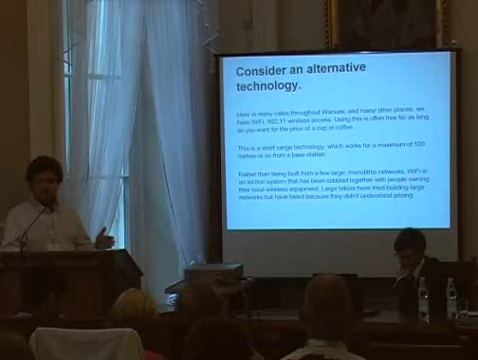 Consider an alternative
technology.
Here in many cafes throughout Warsaw, and many other places, we
have WiFi, 802.11 wireless access. Using this is often free for as long
as you want for the price of a cup of coffee.
This is a short range technology, which works for a maximum of 100
metres or so from a base station.
Rather than being built from a few large, monolithic networks, WiFi is
an ad hoc system that has been cobbled together with people owning
their local wireless equipment. Large telcos have tried building large
networks but have failed because they didn't understand pricing.